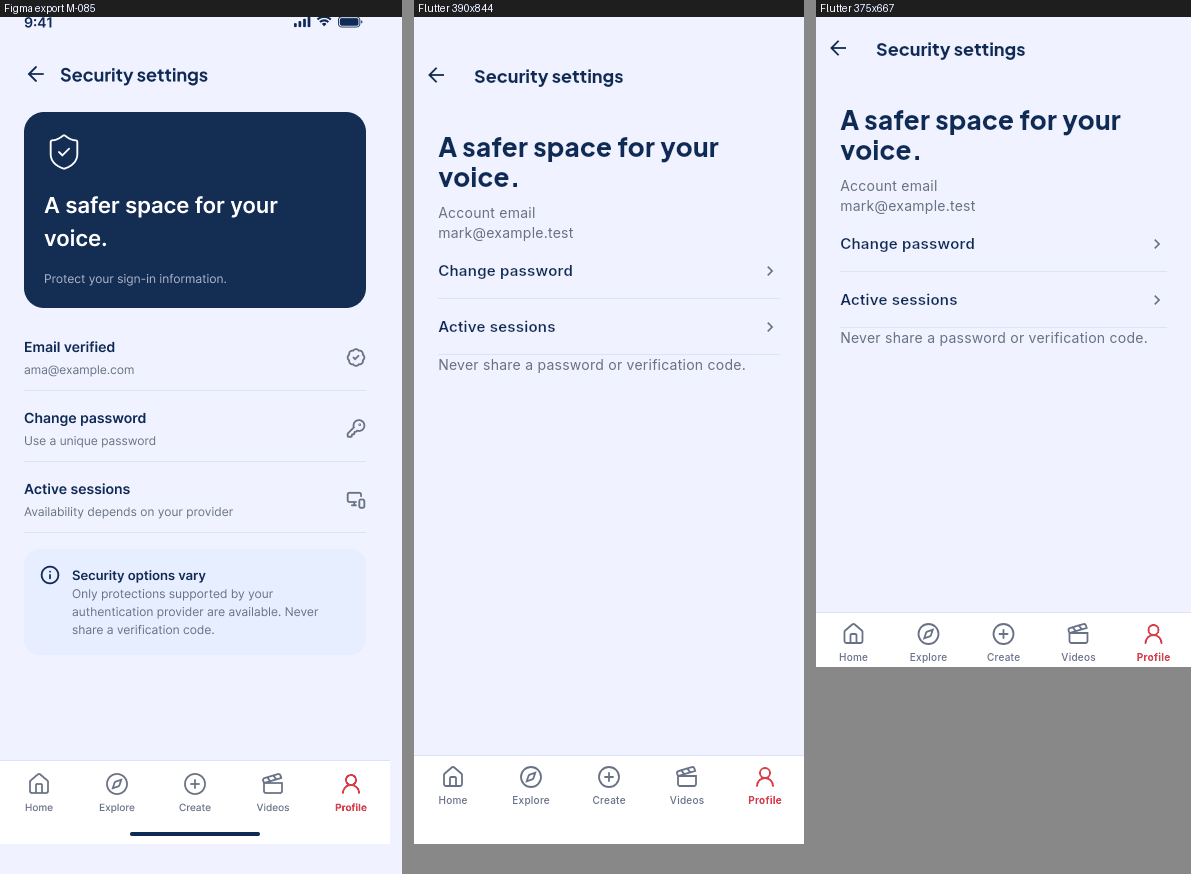 Figma export M-085
9:41
Security settings
A safer space for your
voice.
Protect your sign-in information.
Email verified
ama@example.com
Change password
Use a unique password
Active sessions
Availability depends on your provider
Security options vary
Only protections supported by your
authentication provider are available. Never
share a verification code.
Home
Explore
Create
Videos
Profile
Flutter 390x844
Security settings
A safer space for your
voice.
Account email
mark@example.test
Change password
Active sessions
Never share a password or verification code.
Home
Explore
Create
Videos
Profile
Flutter 375x667
Security settings
A safer space for your
voice.
Account email
mark@example.test
Change password
Active sessions
Never share a password or verification code.
Home
Explore
Create
Videos
Profile